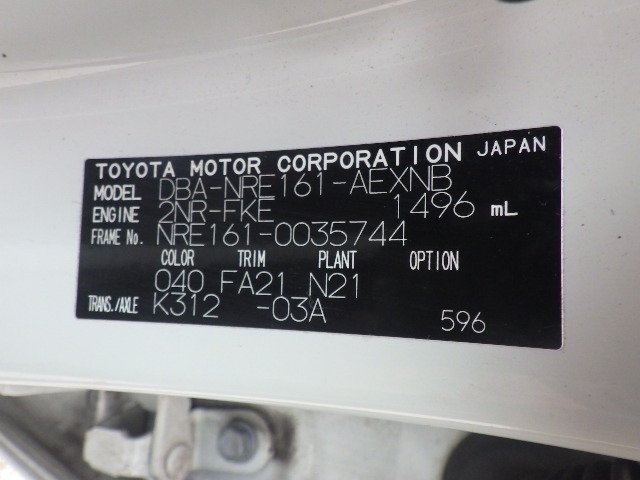 TOYOTA MOTOR CORPORATION JAPAN
MODEL DBA-NRE161-AEXNB
ENGINE 2NR-FKE 1496 mL
FRAME No. NRE161-0035744
COLOR TRIM PLANT OPTION
040 FA21 N21
TRANS./AXLE K312 -03A
596